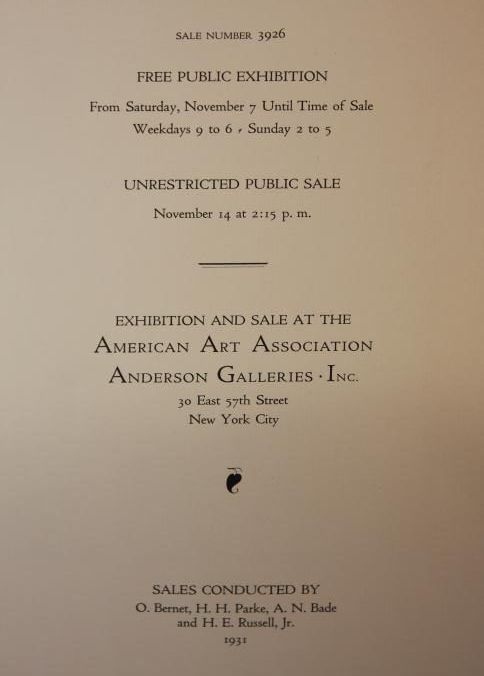 SALE NUMBER 3926
FREE PUBLIC EXHIBITION
From Saturday, November 7 Until Time of Sale
Weekdays 9 to 6 , Sunday 2 to 5
UNRESTRICTED PUBLIC SALE
November 14 at 2:15 p. m.
EXHIBITION AND SALE AT THE
AMERICAN ART ASSOCIATION
ANDERSON GALLERIES · INC.
30 East 57th Street
New York City
SALES CONDUCTED BY
O. Bernet, H. H. Parke, A. N. Bade
and H. E. Russell, Jr.
1931